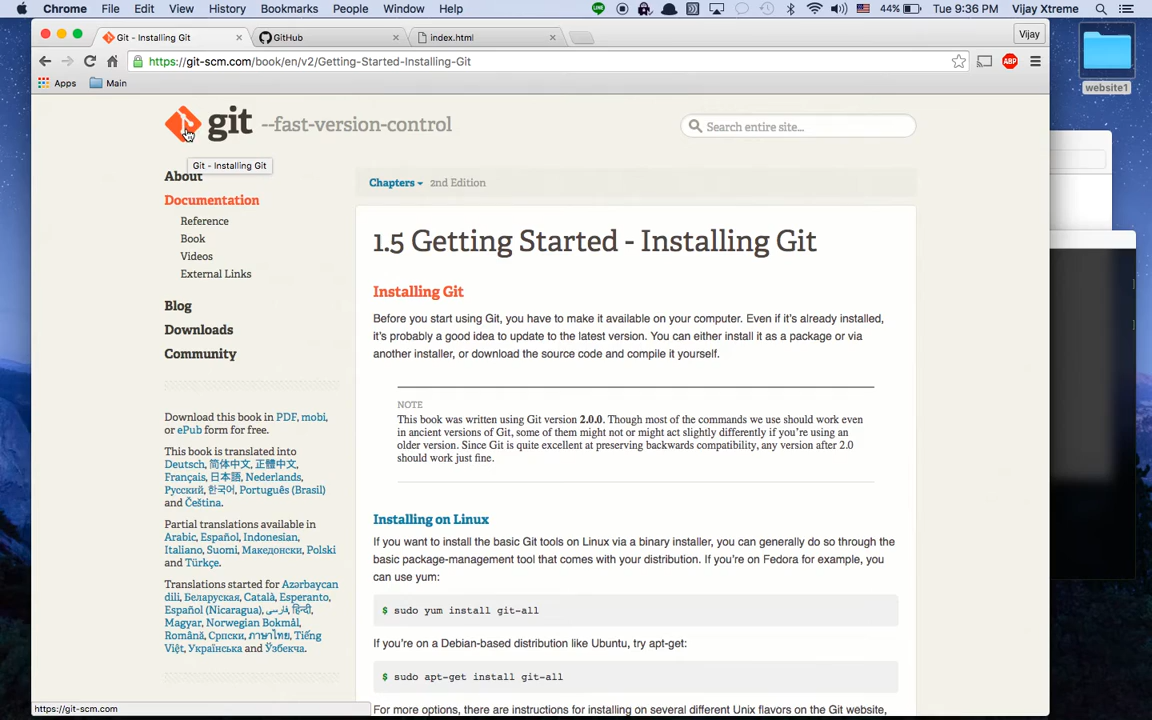 Chrome File Edit View History Bookmarks People Window Help 44% Tue 9:36 PM Vijay Xtreme
Git - Installing Git GitHub index.html Vijay
https://git-scm.com/book/en/v2/Getting-Started-Installing-Git ABP
Apps Main
website1
git --fast-version-control
Search entire site...
Git - Installing Git
About
Documentation
Reference
Book
Videos
External Links
Blog
Downloads
Community
Download this book in PDF, mobi,
or ePub form for free.
This book is translated into
Deutsch, 简体中文, 正體中文,
Français, 日本語, Nederlands,
Русский, 한국어, Português (Brasil)
and Čeština.
Partial translations available in
Arabic, Español, Indonesian,
Italiano, Suomi, Македонски, Polski
and Türkçe.
Translations started for Azərbaycan
dili, Беларуская, Català, Esperanto,
Español (Nicaragua), فارسی, हिन्दी,
Magyar, Norwegian Bokmål,
Română, Српски, ภาษาไทย, Tiếng
Việt, Українська and Ўзбекча.
Chapters 2nd Edition
1.5 Getting Started - Installing Git
Installing Git
Before you start using Git, you have to make it available on your computer. Even if it's already installed,
it's probably a good idea to update to the latest version. You can either install it as a package or via
another installer, or download the source code and compile it yourself.
NOTE
This book was written using Git version 2.0.0. Though most of the commands we use should work even
in ancient versions of Git, some of them might not or might act slightly differently if you're using an
older version. Since Git is quite excellent at preserving backwards compatibility, any version after 2.0
should work just fine.
Installing on Linux
If you want to install the basic Git tools on Linux via a binary installer, you can generally do so through the
basic package-management tool that comes with your distribution. If you're on Fedora for example, you
can use yum:
$ sudo yum install git-all
If you're on a Debian-based distribution like Ubuntu, try apt-get:
$ sudo apt-get install git-all
For more options, there are instructions for installing on several different Unix flavors on the Git website,
https://git-scm.com